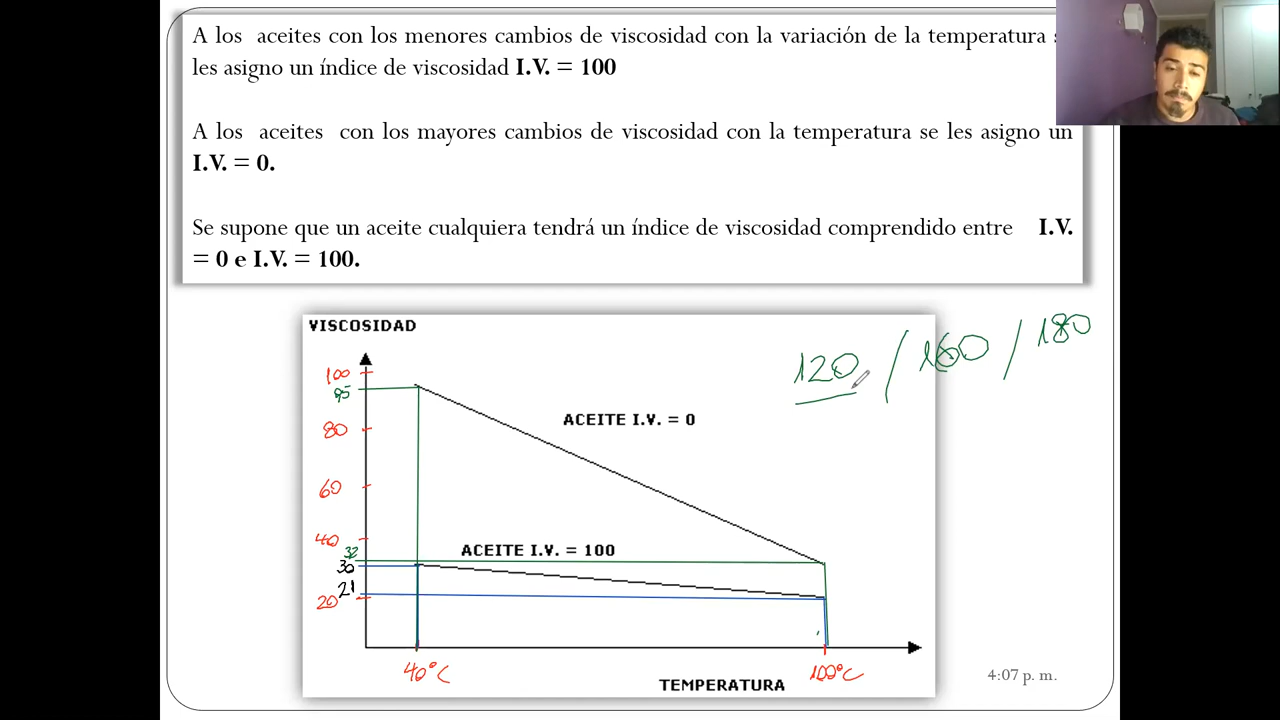 A los aceites con los menores cambios de viscosidad con la variación de la temperatura
les asigno un índice de viscosidad I.V. = 100
A los aceites con los mayores cambios de viscosidad con la temperatura se les asigno un
I.V. = 0.
Se supone que un aceite cualquiera tendrá un índice de viscosidad comprendido entre I.V.
= 0 e I.V. = 100.
VISCOSIDAD
120 / 160 / 180
100
95
ACEITE I.V. = 0
80
60
40
ACEITE I.V. = 100
32
30
21
20
40°C
100°C
TEMPERATURA
4:07 p. m.